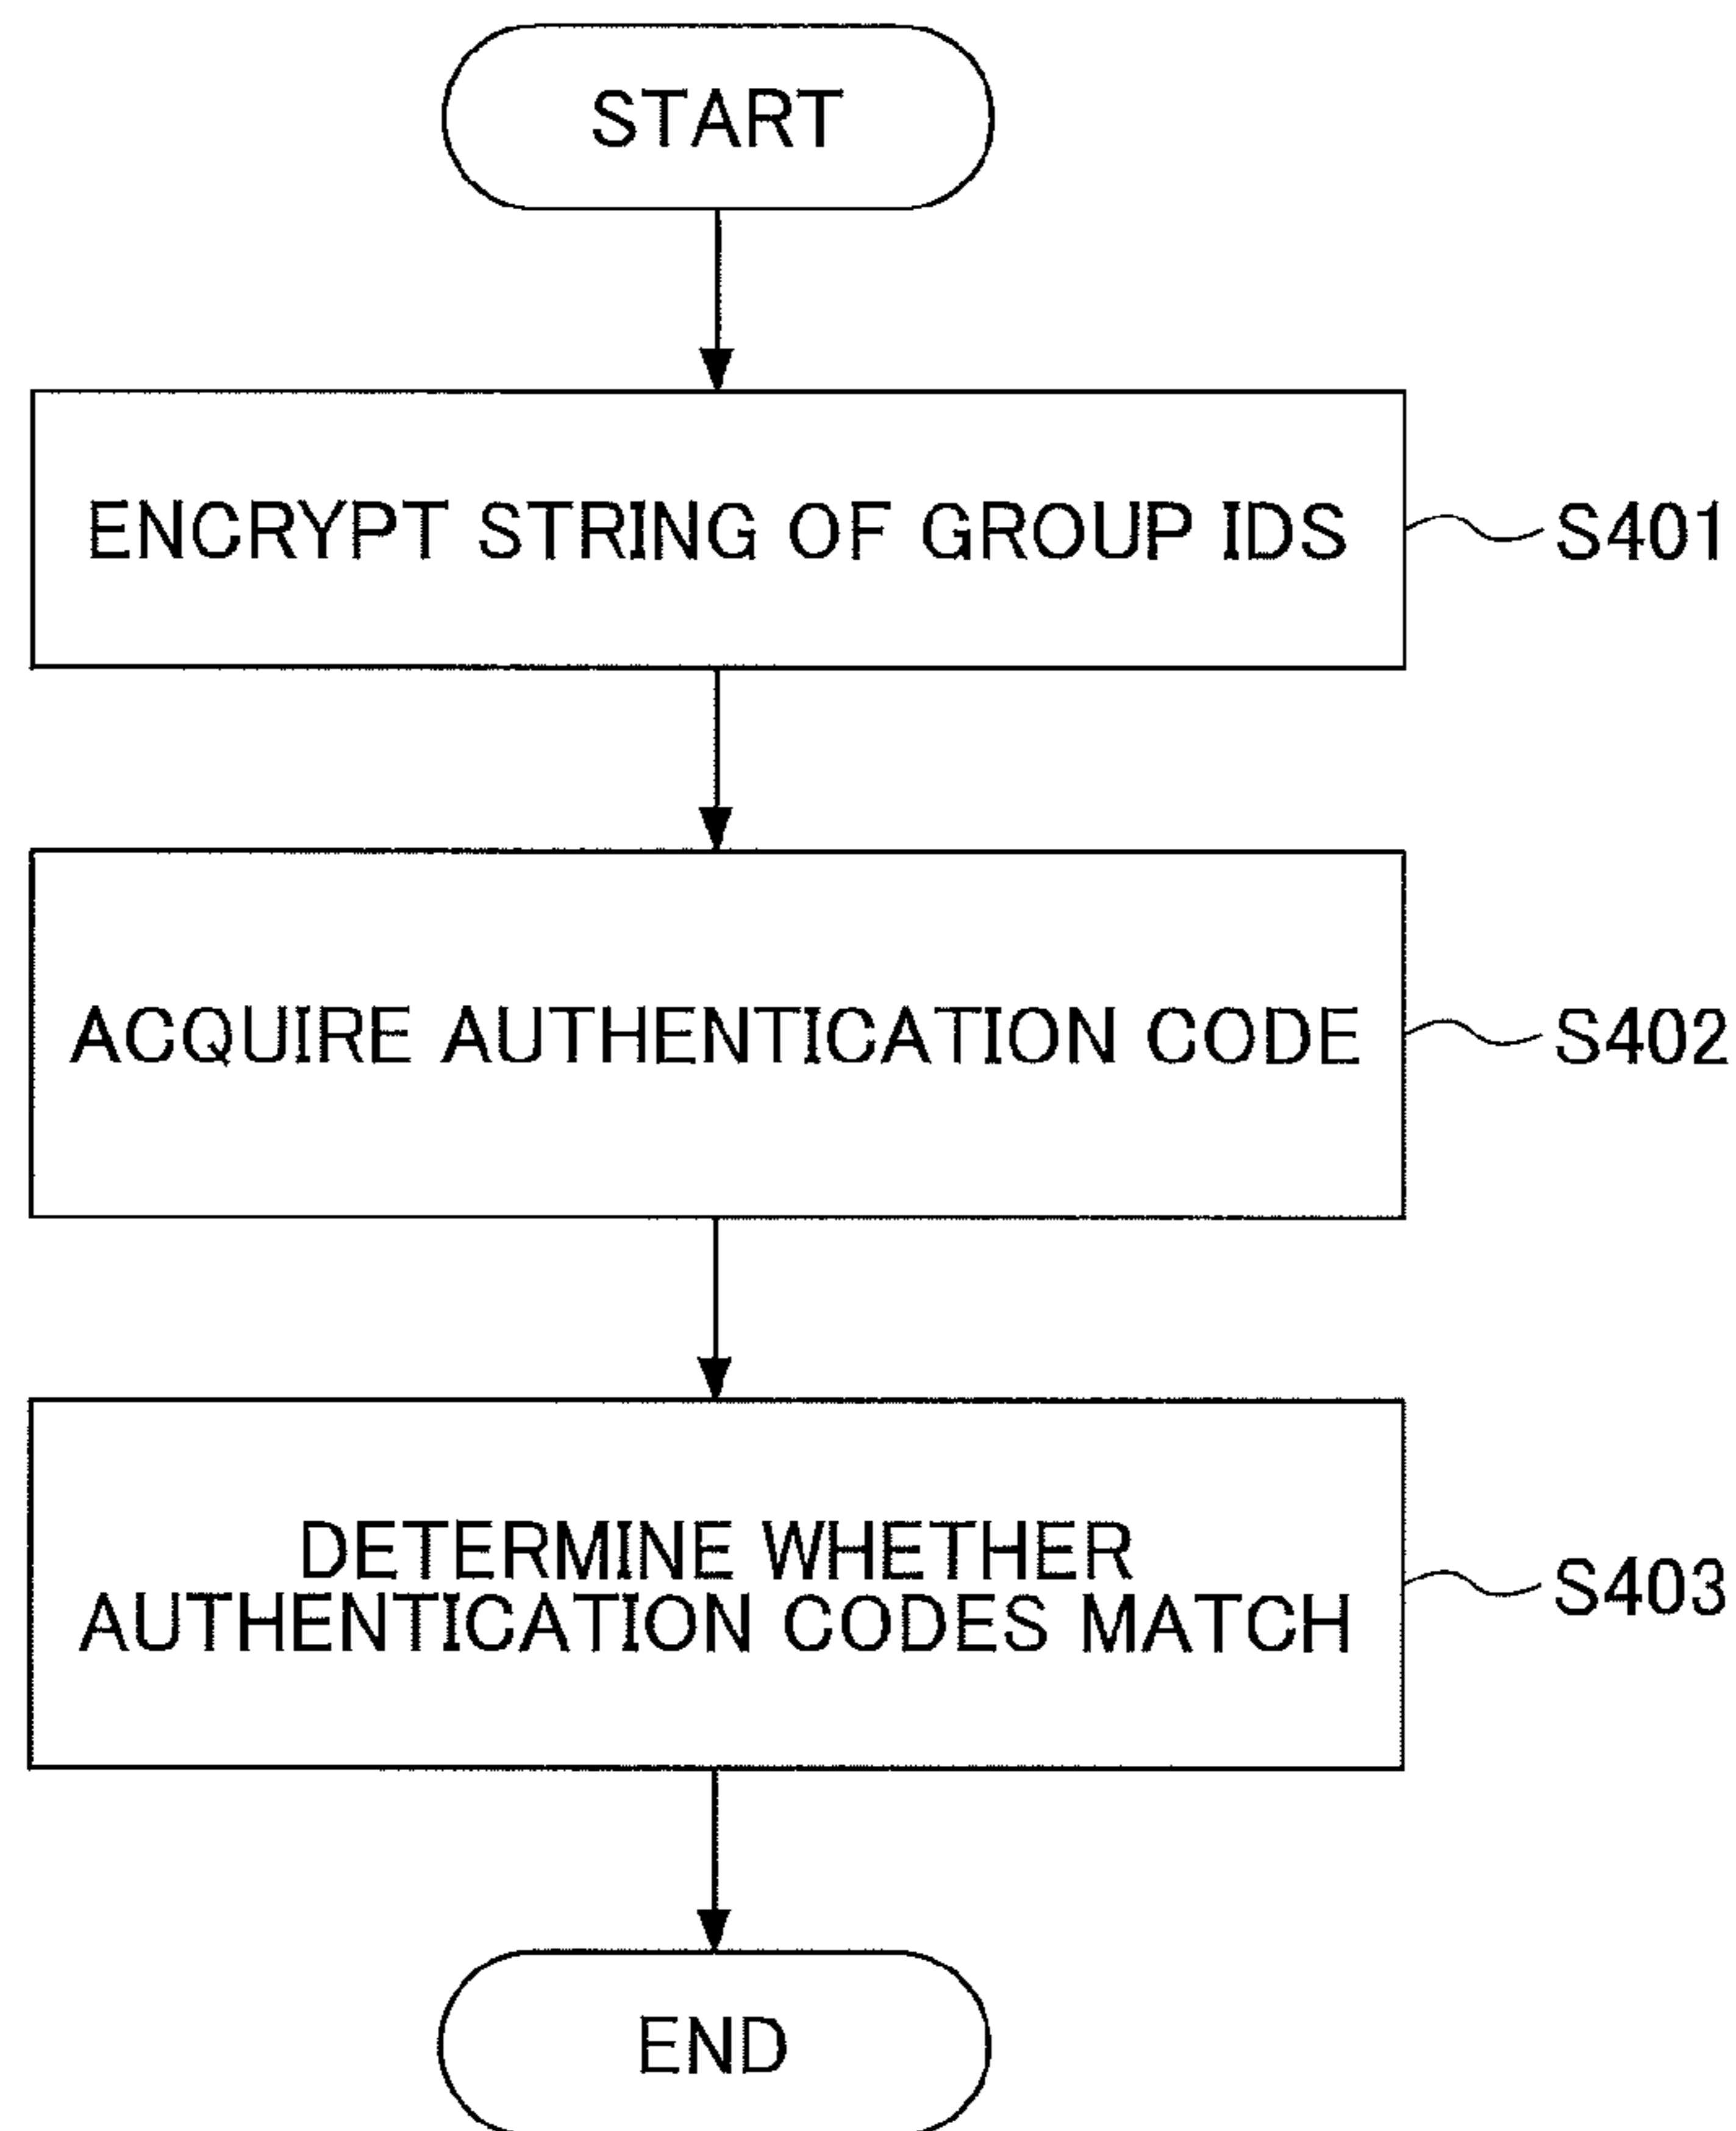 START
ENCRYPT STRING OF GROUP IDS
S401
ACQUIRE AUTHENTICATION CODE
S402
DETERMINE WHETHER
AUTHENTICATION CODES MATCH
S403
END